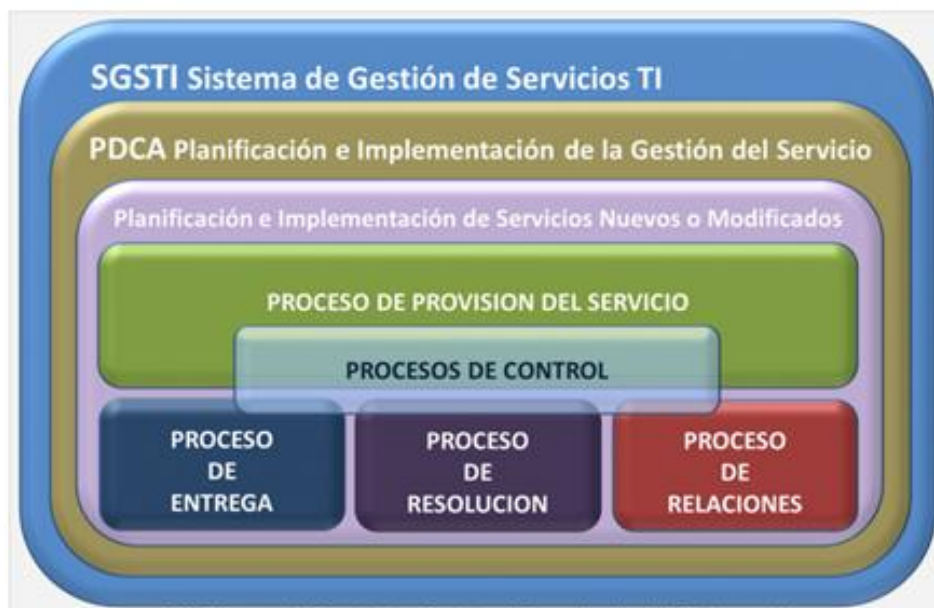 SGSTI Sistema de Gestión de Servicios TI
PDCA Planificación e Implementación de la Gestión del Servicio
Planificación e Implementación de Servicios Nuevos o Modificados
PROCESO DE PROVISION DEL SERVICIO
PROCESOS DE CONTROL
PROCESO
DE
ENTREGA
PROCESO
DE
RESOLUCION
PROCESO
DE
RELACIONES